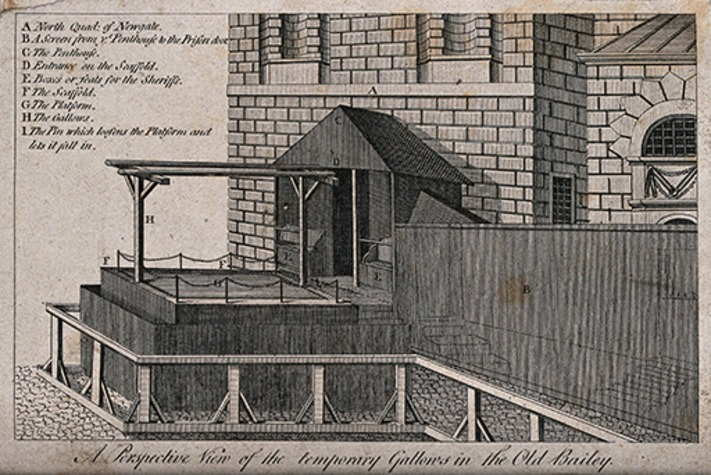 A North Quad: of Newgate.
B A Screen from ye. Penthouse to the Prison door
C The Penthouse.
D Entrance on the Scaffold.
E Boxes or seats for the Sheriffs.
F The Scaffold.
G The Platform.
H The Gallows.
I The Pin which loosens the Platform and
lets it fall in.
A
C
D
H
F
F
G
I
E
E
B
A Perspective View of the temporary Gallows in the Old Bailey.